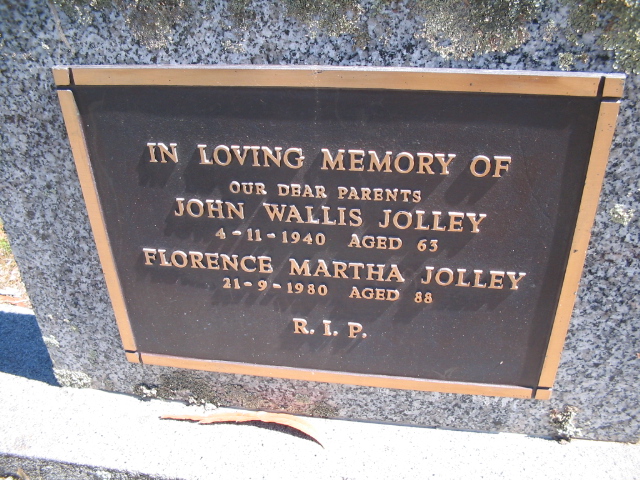 IN LOVING MEMORY OF
OUR DEAR PARENTS
JOHN WALLIS JOLLEY
4-11-1940 AGED 63
FLORENCE MARTHA JOLLEY
21-9-1980 AGED 88
R.I.P.